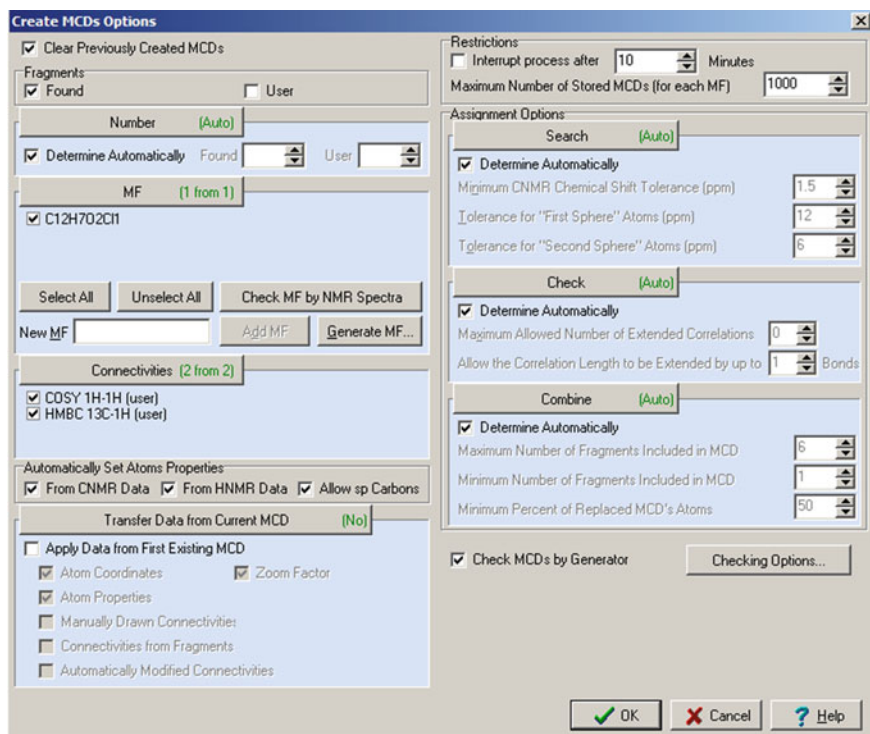 Create MCDs Options
Clear Previously Created MCDs
Fragments
Found User
Number (Auto)
Determine Automatically Found User
MF (1 from 1)
C12H7O2Cl1
Select All Unselect All Check MF by NMR Spectra
New MF Add MF Generate MF...
Connectivities (2 from 2)
COSY 1H-1H (user)
HMBC 13C-1H (user)
Automatically Set Atoms Properties
From CNMR Data From HNMR Data Allow sp Carbons
Transfer Data from Current MCD (No)
Apply Data from First Existing MCD
Atom Coordinates Zoom Factor
Atom Properties
Manually Drawn Connectivities
Connectivities from Fragments
Automatically Modified Connectivities
Restrictions
Interrupt process after 10 Minutes
Maximum Number of Stored MCDs (for each MF) 1000
Assignment Options
Search (Auto)
Determine Automatically
Minimum CNMR Chemical Shift Tolerance (ppm) 1.5
Tolerance for "First Sphere" Atoms (ppm) 12
Tolerance for "Second Sphere" Atoms (ppm) 6
Check (Auto)
Determine Automatically
Maximum Allowed Number of Extended Correlations 0
Allow the Correlation Length to be Extended by up to 1 Bonds
Combine (Auto)
Determine Automatically
Maximum Number of Fragments Included in MCD 6
Minimum Number of Fragments Included in MCD 1
Minimum Percent of Replaced MCD's Atoms 50
Check MCDs by Generator Checking Options...
OK Cancel Help